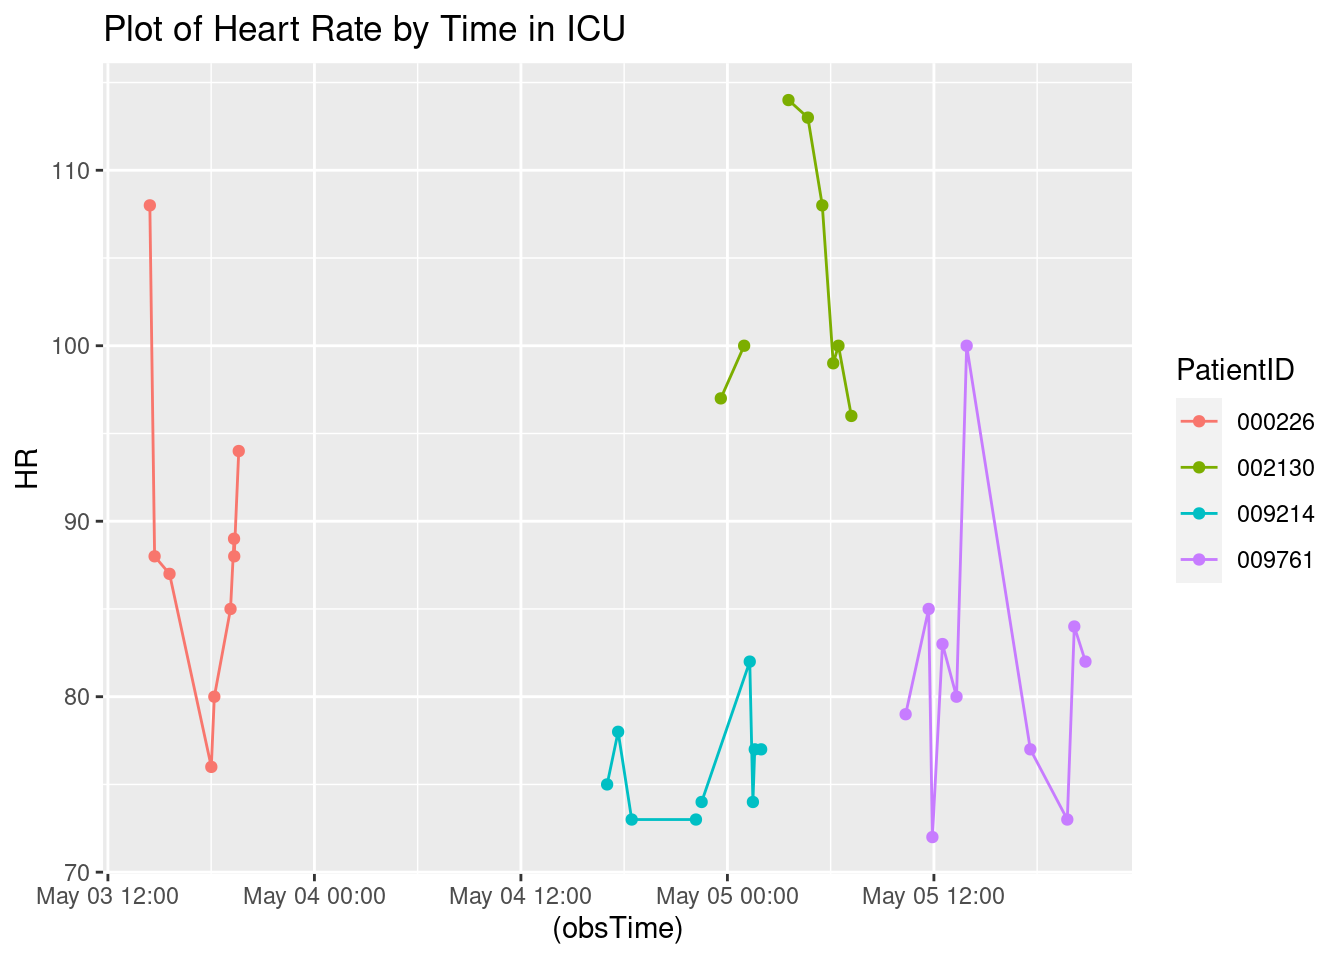 Plot of Heart Rate by Time in ICU
110
100
90
80
70
HR
May 03 12:00 May 04 00:00 May 04 12:00 May 05 00:00 May 05 12:00
(obsTime)
PatientID
000226
002130
009214
009761